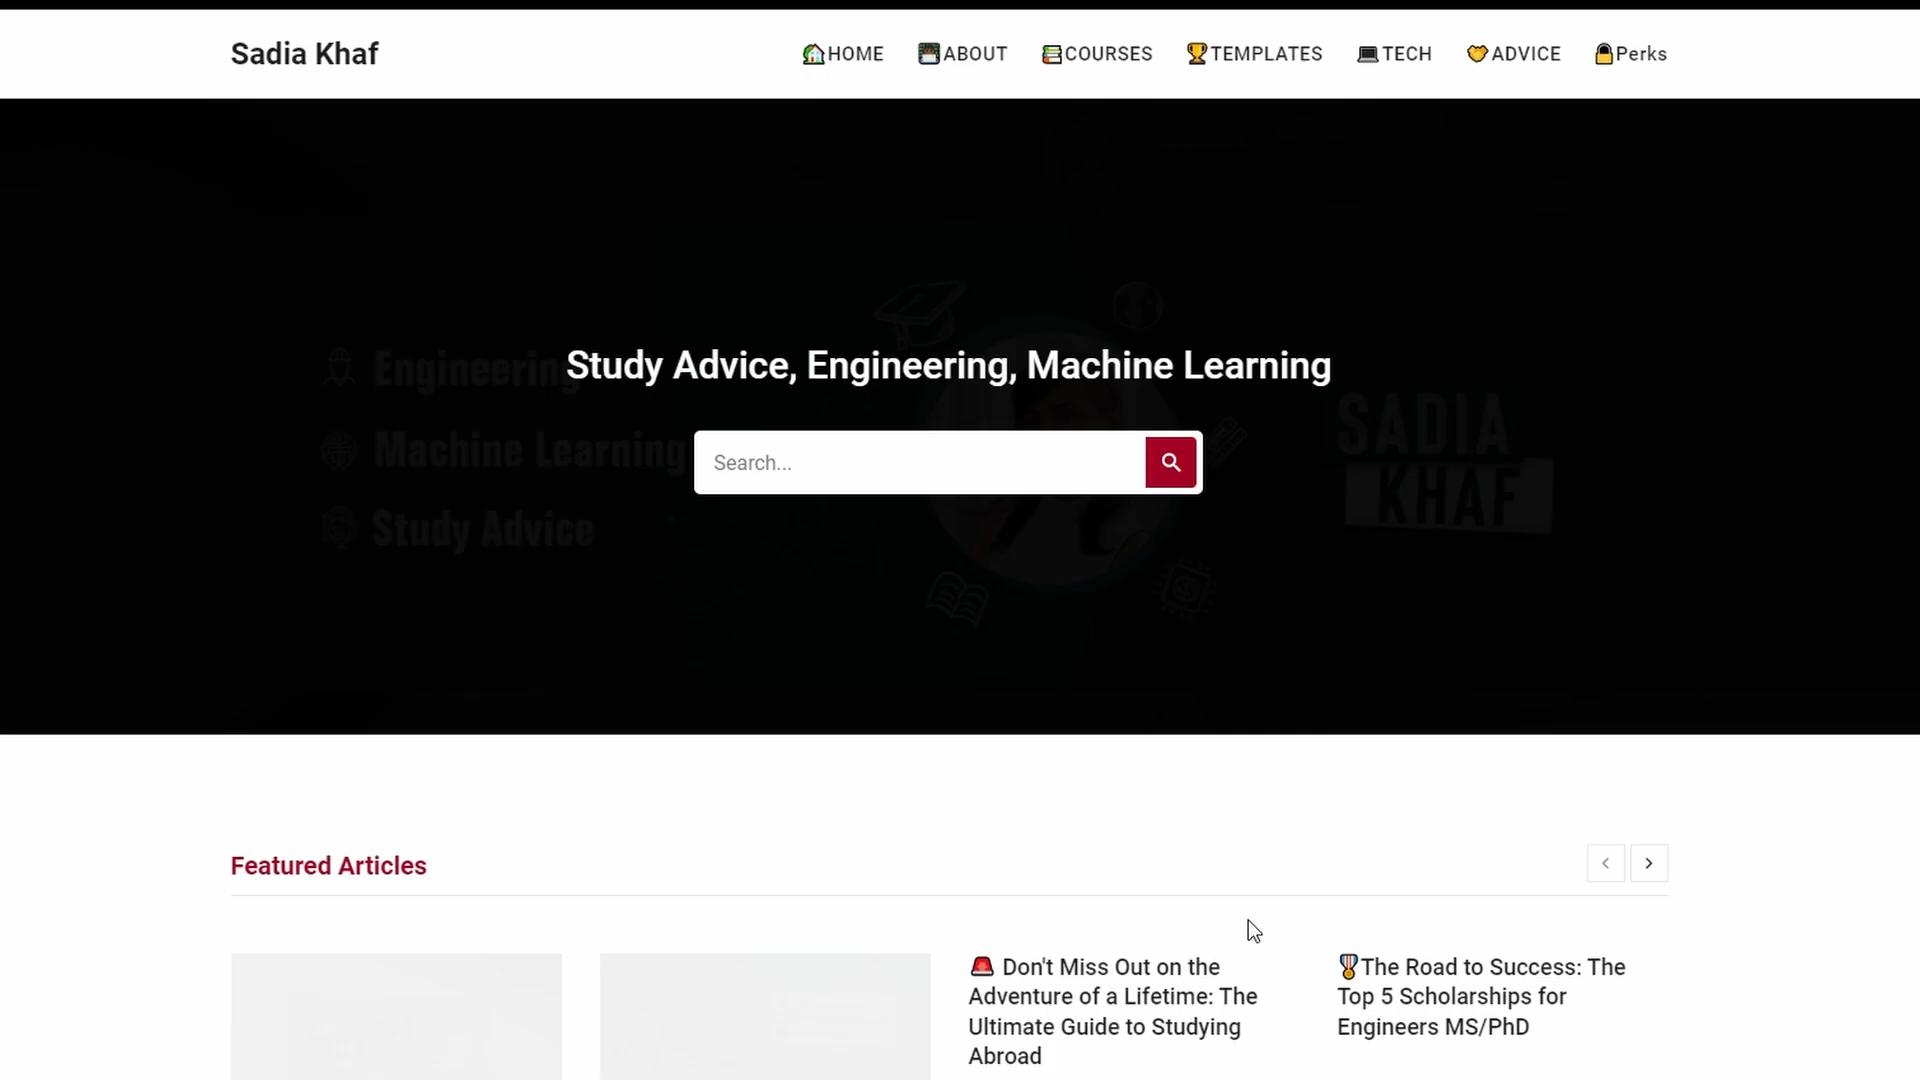 Sadia Khaf
HOME ABOUT COURSES TEMPLATES TECH ADVICE Perks
Study Advice, Engineering, Machine Learning
Engineering
Machine Learning
Study Advice
SADIA
KHAF
Search...
Featured Articles
Don't Miss Out on the
Adventure of a Lifetime: The
Ultimate Guide to Studying
Abroad
The Road to Success: The
Top 5 Scholarships for
Engineers MS/PhD